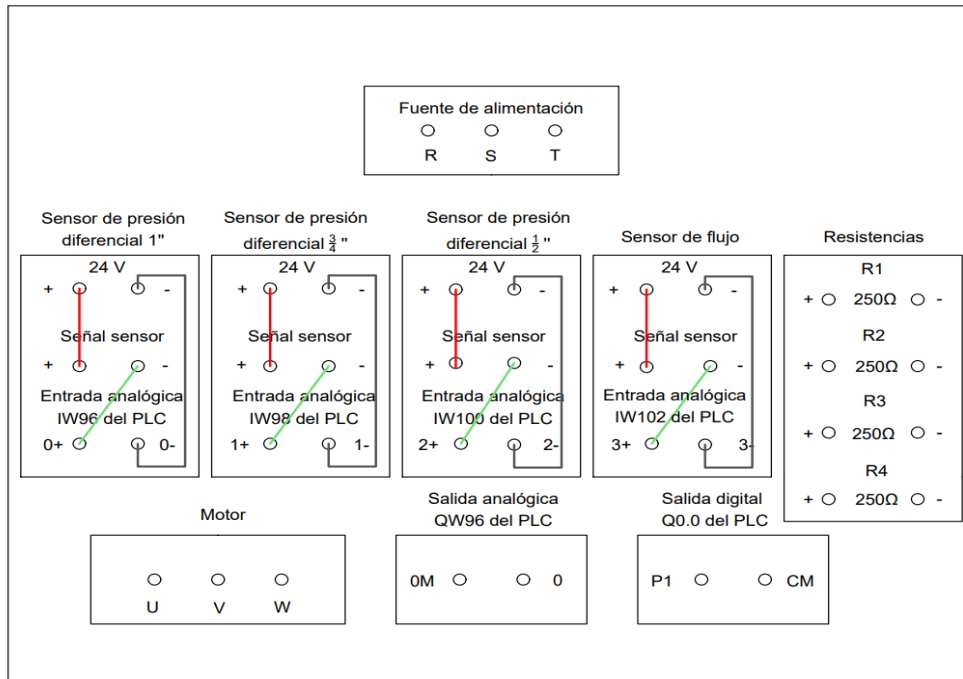 Fuente de alimentación
R S T
Sensor de presión
diferencial 1"
24 V
+ -
Señal sensor
+ -
Entrada analógica
IW96 del PLC
0+ 0-
Sensor de presión
diferencial 3/4 "
24 V
+ -
Señal sensor
+ -
Entrada analógica
IW98 del PLC
1+ 1-
Sensor de presión
diferencial 1/2 "
24 V
+ -
Señal sensor
+ -
Entrada analógica
IW100 del PLC
2+ 2-
Sensor de flujo
24 V
+ -
Señal sensor
+ -
Entrada analógica
IW102 del PLC
3+ 3-
Resistencias
R1
+ 250Ω -
R2
+ 250Ω -
R3
+ 250Ω -
R4
+ 250Ω -
Motor
U V W
Salida analógica
QW96 del PLC
0M 0
Salida digital
Q0.0 del PLC
P1 CM